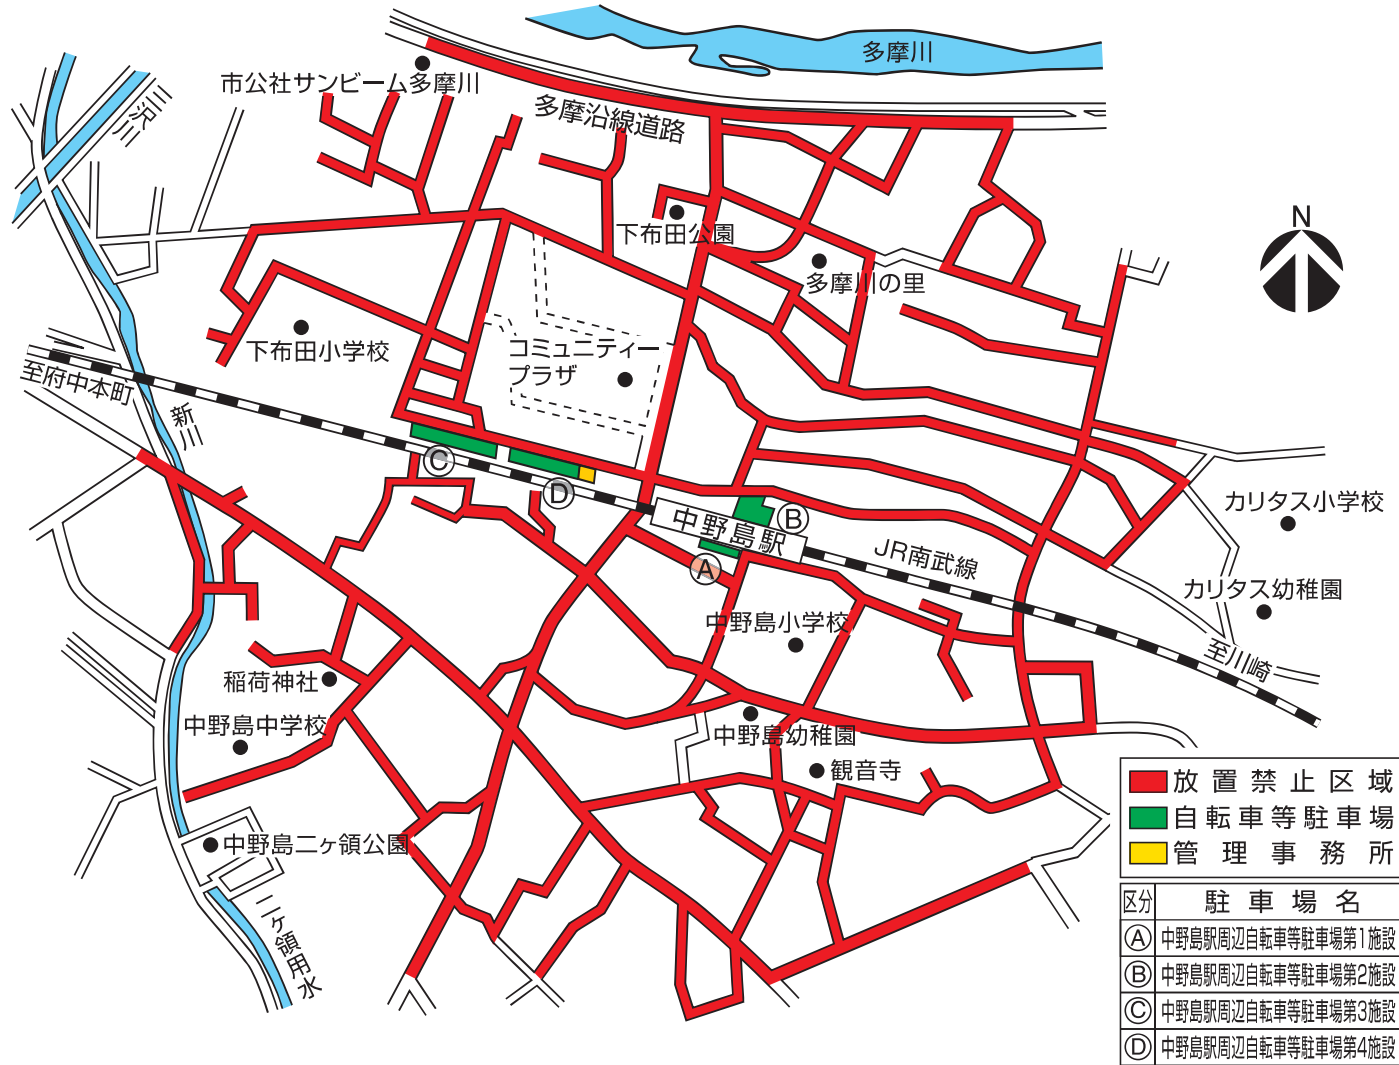 多摩川
市公社サンビーム多摩川
三沢川
多摩沿線道路
N
下布田公園
多摩川の里
下布田小学校
コミュニティー
プラザ
至府中本町
新川
C
D
中野島駅
B
A
JR南武線
カリタス小学校
カリタス幼稚園
至川崎
中野島小学校
稲荷神社
中野島中学校
中野島幼稚園
観音寺
中野島二ヶ領公園
二ヶ領用水
放置禁止区域
自転車等駐車場
管理事務所
区分 駐車場名
A 中野島駅周辺自転車等駐車場第1施設
B 中野島駅周辺自転車等駐車場第2施設
C 中野島駅周辺自転車等駐車場第3施設
D 中野島駅周辺自転車等駐車場第4施設